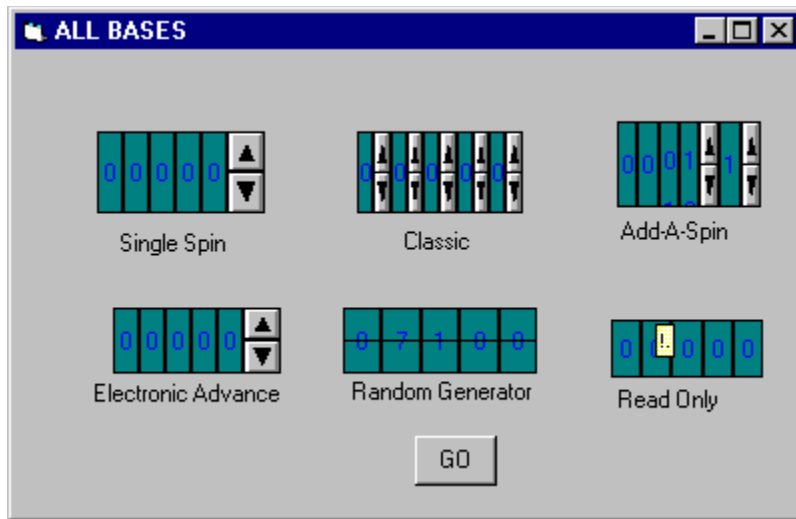 ALL BASES
0 0 0 0 0
0 0 0 0 0
0 0 0 1 1
Single Spin
Classic
Add-A-Spin
0 0 0 0 0
0 7 1 0 0
0 0 0 0 0
Electronic Advance
Random Generator
Read Only
GO